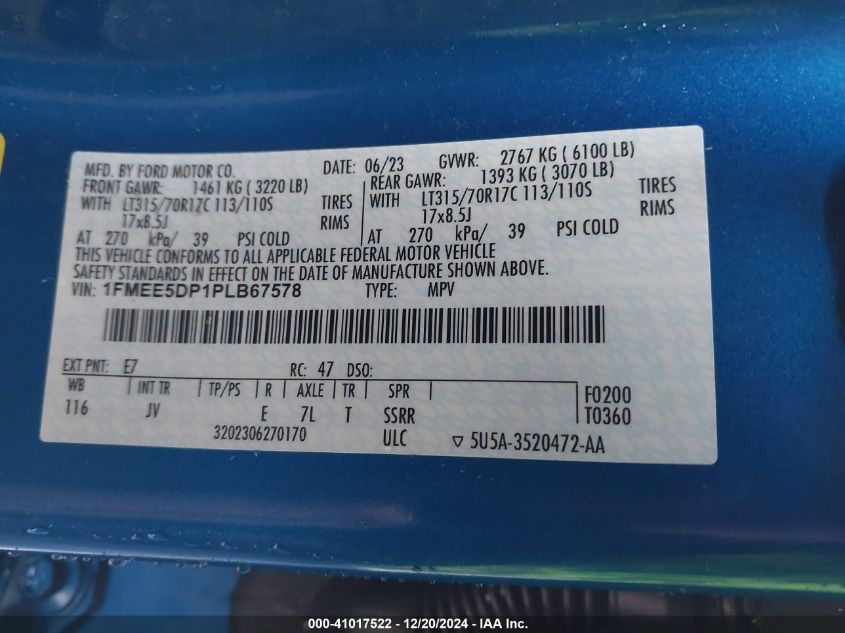 MFD. BY FORD MOTOR CO. DATE: 06/23 GVWR: 2767 KG ( 6100 LB)
FRONT GAWR: 1461 KG ( 3220 LB) REAR GAWR: 1393 KG ( 3070 LB)
WITH LT315/70R17C 113/110S TIRES WITH LT315/70R17C 113/110S TIRES
17x8.5J RIMS 17x8.5J RIMS
AT 270 kPa/ 39 PSI COLD AT 270 kPa/ 39 PSI COLD
THIS VEHICLE CONFORMS TO ALL APPLICABLE FEDERAL MOTOR VEHICLE
SAFETY STANDARDS IN EFFECT ON THE DATE OF MANUFACTURE SHOWN ABOVE.
VIN: 1FMEE5DP1PLB67578 TYPE: MPV
EXT PNT: E7 RC: 47 DSO:
WB INT TR TP/PS R AXLE TR SPR F0200
116 JV E 7L T SSRR T0360
3202306270170 ULC ▽ 5U5A-3520472-AA
000-41017522 - 12/20/2024 - IAA Inc.